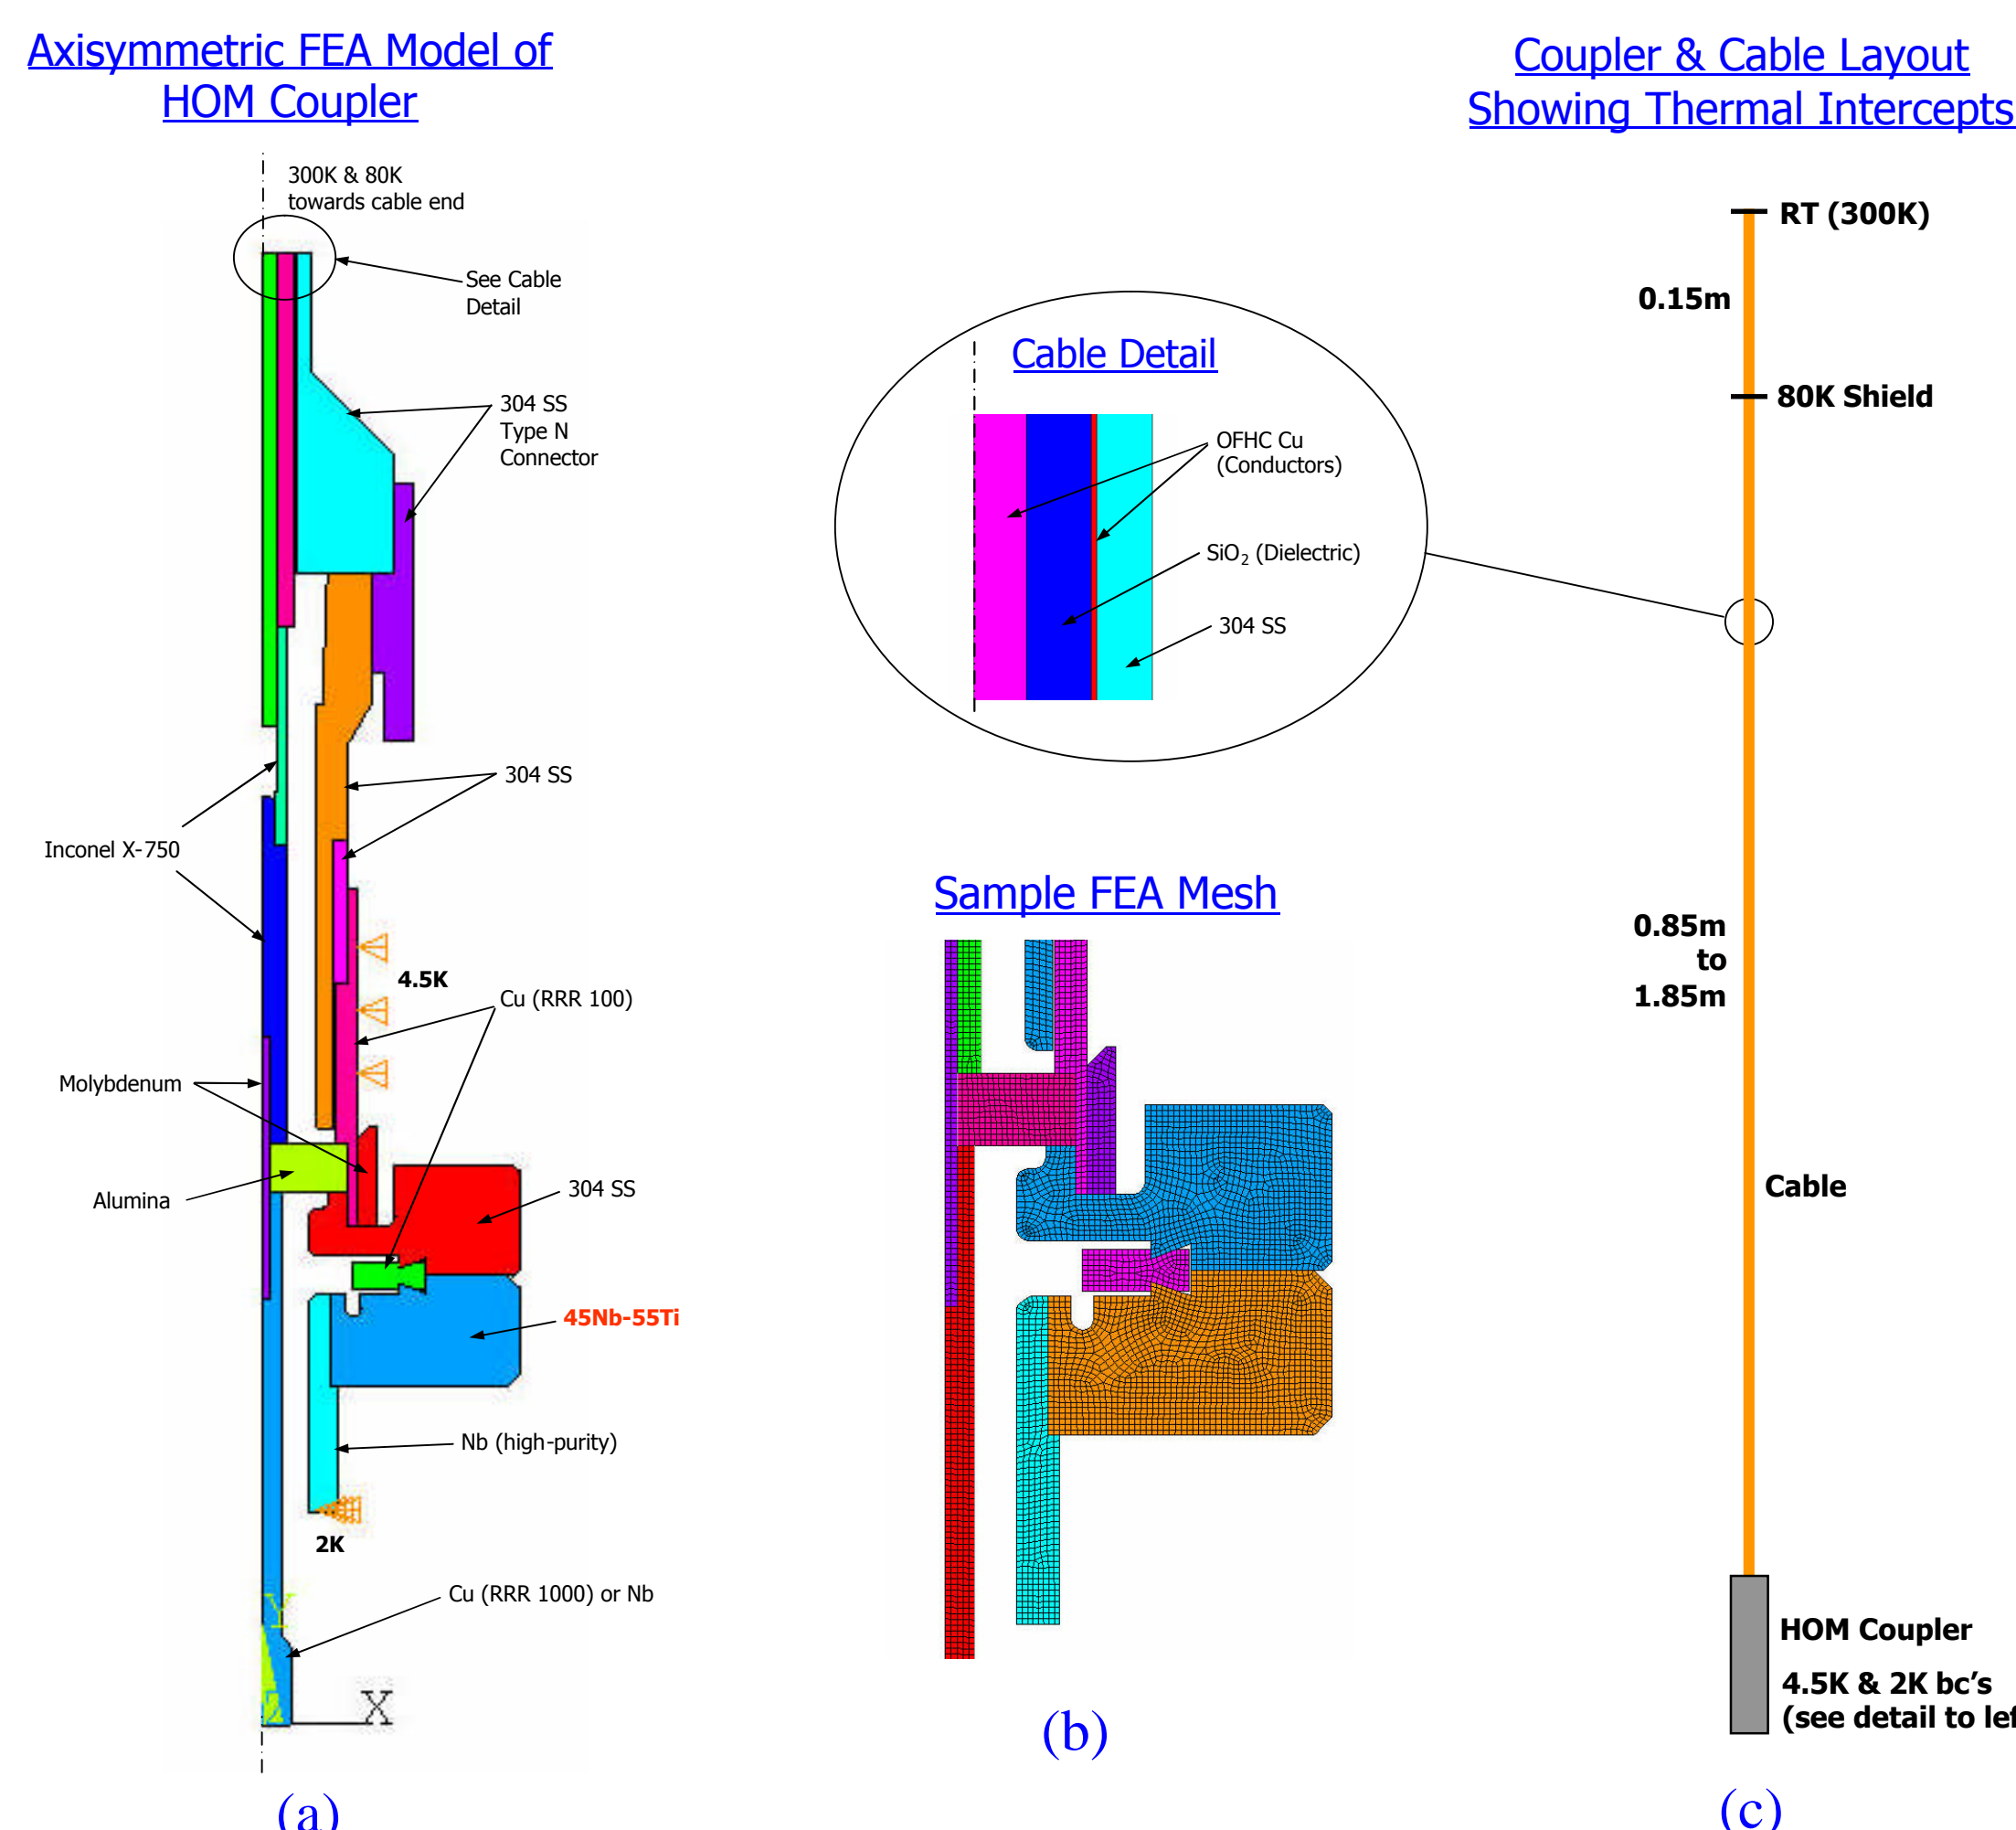 Axisymmetric FEA Model of
HOM Coupler
300K & 80K
towards cable end
See Cable
Detail
304 SS
Type N
Connector
304 SS
Inconel X-750
4.5K
Cu (RRR 100)
Molybdenum
Alumina
304 SS
45Nb-55Ti
Nb (high-purity)
2K
Cu (RRR 1000) or Nb
Y
Z
X
(a)
Cable Detail
OFHC Cu
(Conductors)
SiO₂ (Dielectric)
304 SS
Sample FEA Mesh
(b)
Coupler & Cable Layout
Showing Thermal Intercepts
RT (300K)
0.15m
80K Shield
0.85m
to
1.85m
Cable
HOM Coupler
4.5K & 2K bc's
(see detail to lef
(c)